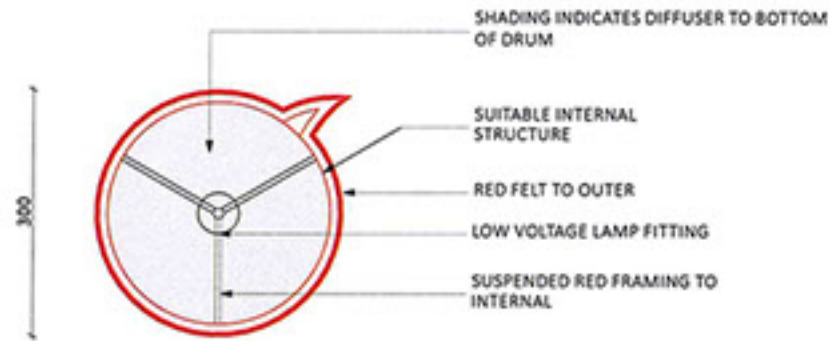 SHADING INDICATES DIFFUSER TO BOTTOM
OF DRUM
SUITABLE INTERNAL
STRUCTURE
300
RED FELT TO OUTER
LOW VOLTAGE LAMP FITTING
SUSPENDED RED FRAMING TO
INTERNAL